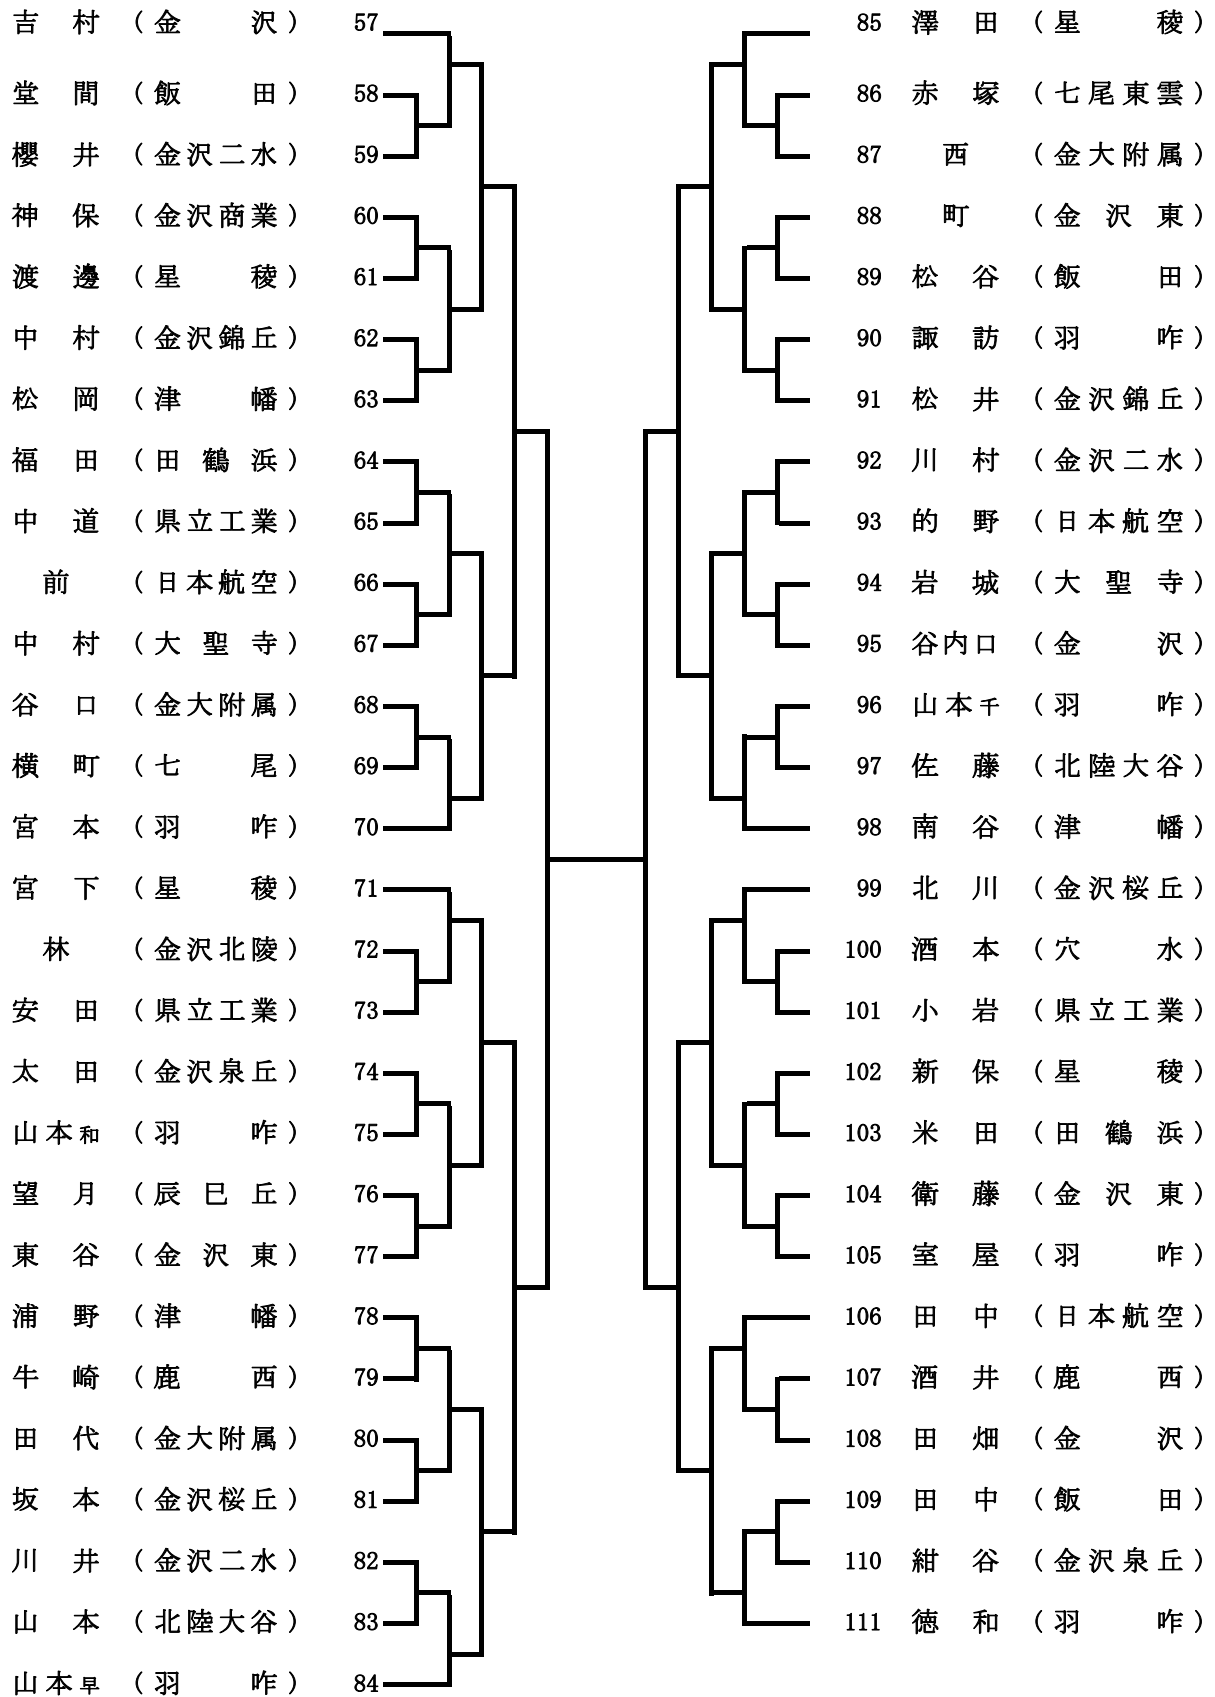 吉村（金沢）57
堂間（飯田）58
櫻井（金沢二水）59
神保（金沢商業）60
渡邊（星稜）61
中村（金沢錦丘）62
松岡（津幡）63
福田（田鶴浜）64
中道（県立工業）65
前（日本航空）66
中村（大聖寺）67
谷口（金大附属）68
横町（七尾）69
宮本（羽咋）70
宮下（星稜）71
林（金沢北陵）72
安田（県立工業）73
太田（金沢泉丘）74
山本和（羽咋）75
望月（辰巳丘）76
東谷（金沢東）77
浦野（津幡）78
牛崎（鹿西）79
田代（金大附属）80
坂本（金沢桜丘）81
川井（金沢二水）82
山本（北陸大谷）83
山本早（羽咋）84
85 澤田（星稜）
86 赤塚（七尾東雲）
87 西（金大附属）
88 町（金沢東）
89 松谷（飯田）
90 諏訪（羽咋）
91 松井（金沢錦丘）
92 川村（金沢二水）
93 的野（日本航空）
94 岩城（大聖寺）
95 谷内口（金沢）
96 山本千（羽咋）
97 佐藤（北陸大谷）
98 南谷（津幡）
99 北川（金沢桜丘）
100 酒本（穴水）
101 小岩（県立工業）
102 新保（星稜）
103 米田（田鶴浜）
104 衛藤（金沢東）
105 室屋（羽咋）
106 田中（日本航空）
107 酒井（鹿西）
108 田畑（金沢）
109 田中（飯田）
110 紺谷（金沢泉丘）
111 徳和（羽咋）